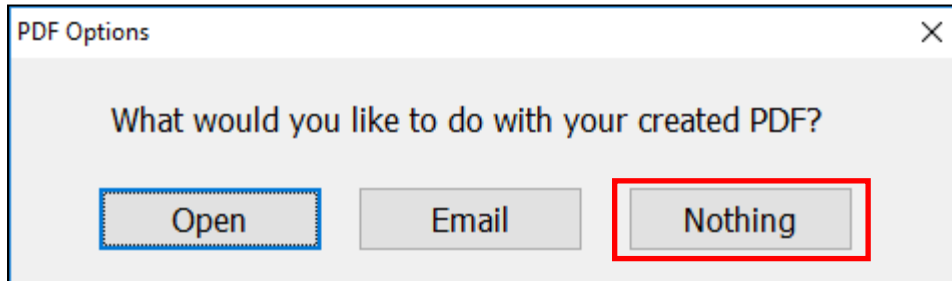 PDF Options
What would you like to do with your created PDF?
Open Email Nothing